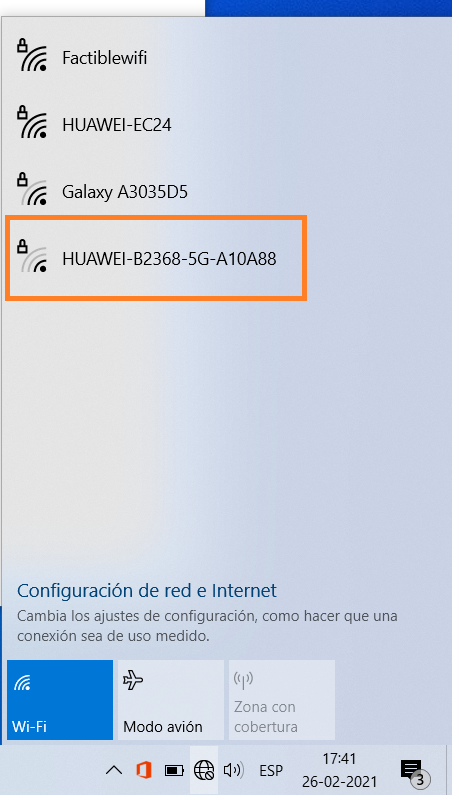 Factiblewifi
HUAWEI-EC24
Galaxy A3035D5
HUAWEI-B2368-5G-A10A88
Configuración de red e Internet
Cambia los ajustes de configuración, como hacer que una
conexión sea de uso medido.
Wi-Fi
Modo avión
Zona con
cobertura
ESP
17:41
26-02-2021
3